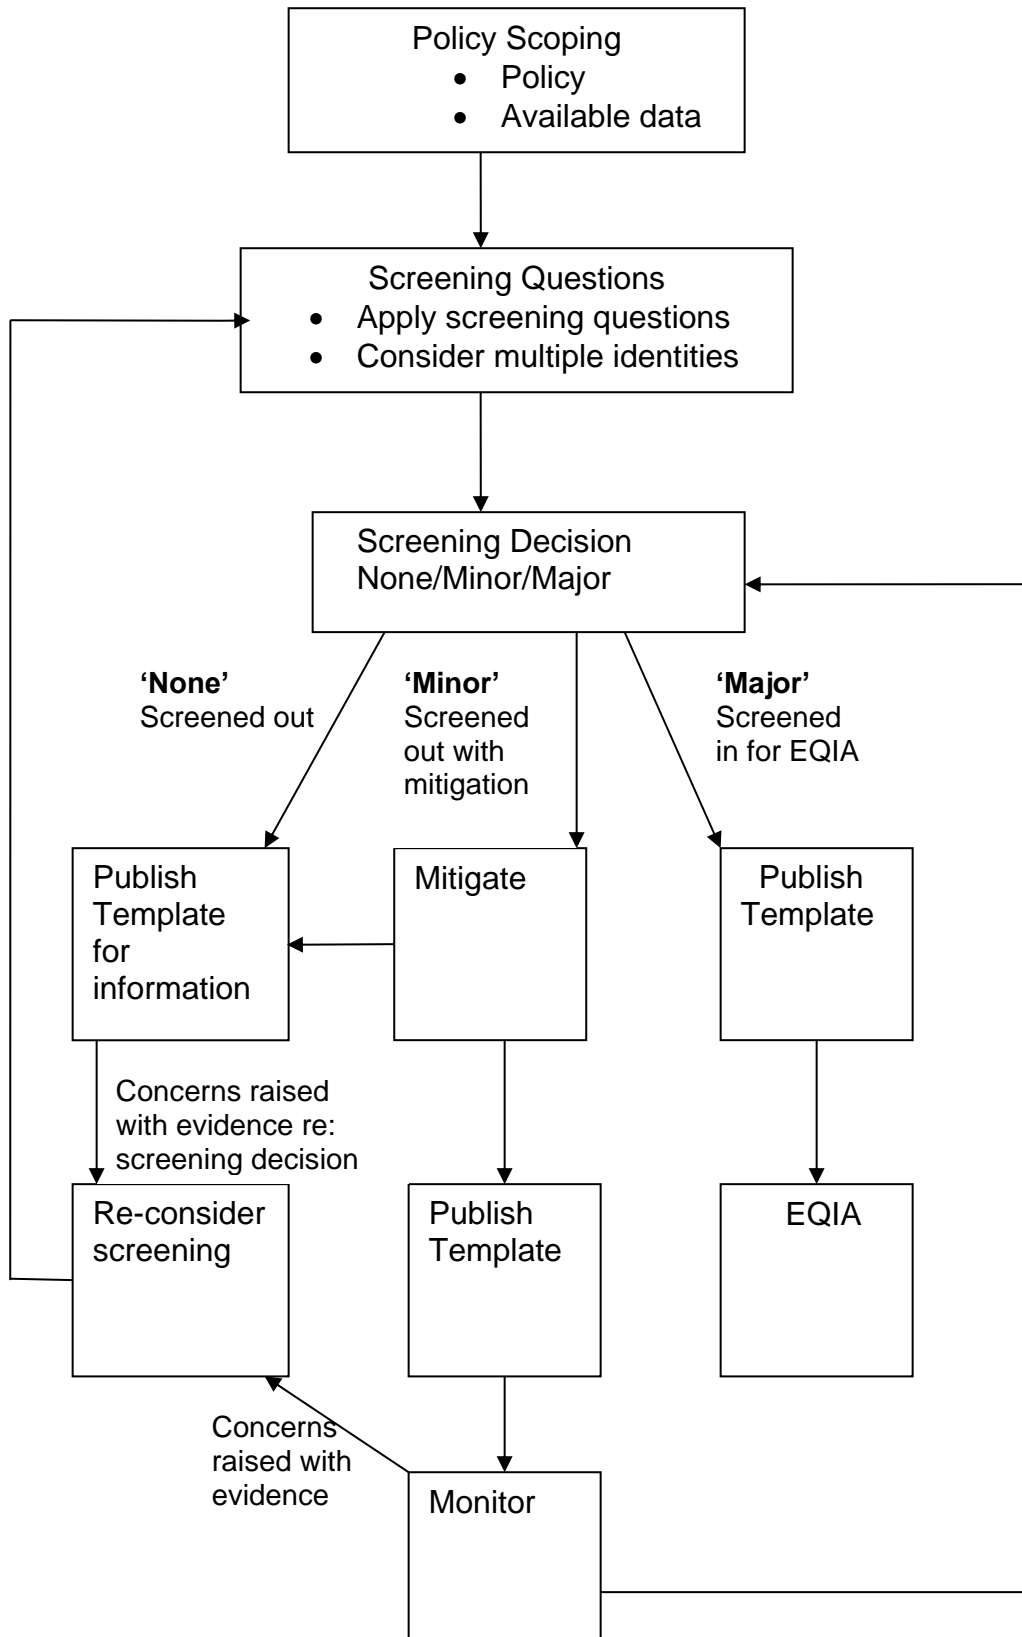 Policy Scoping
• Policy
• Available data
Screening Questions
• Apply screening questions
• Consider multiple identities
Screening Decision
None/Minor/Major
‘None’
Screened out
‘Minor’
Screened
out with
mitigation
‘Major’
Screened
in for EQIA
Publish
Template
for
information
Mitigate
Publish
Template
Concerns raised
with evidence re:
screening decision
Re-consider
screening
Publish
Template
EQIA
Concerns
raised with
evidence
Monitor